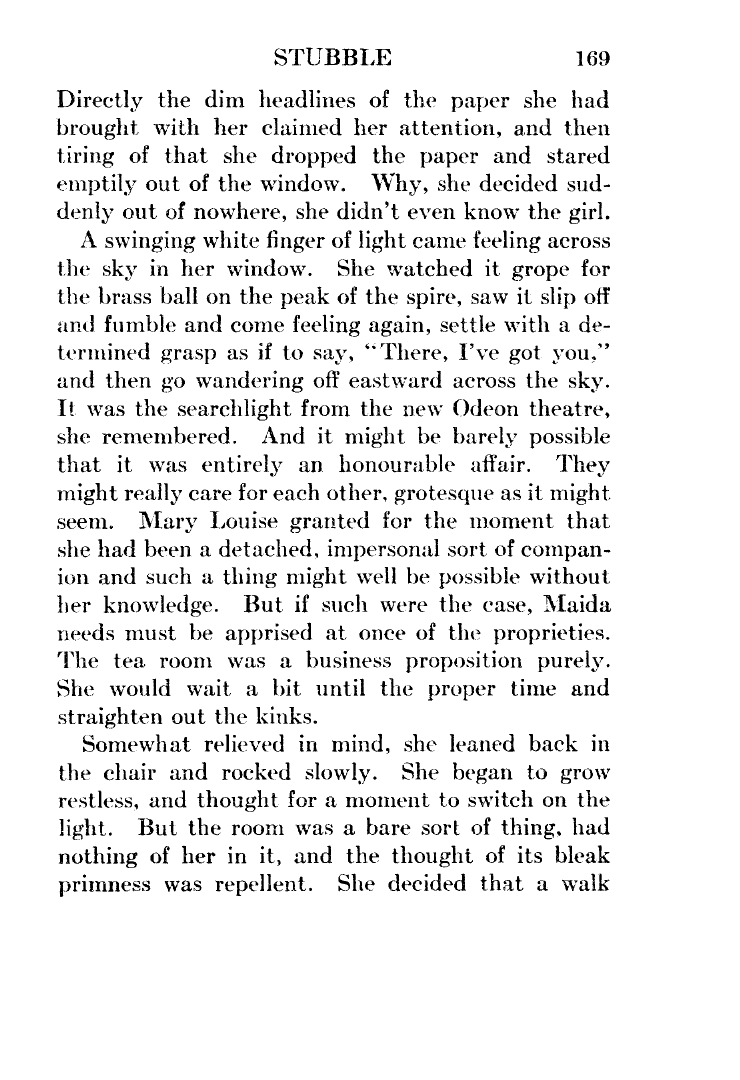 STUBBLE 169
Directly the dim headlines of the paper she had
brought with her claimed her attention, and then
tiring of that she dropped the paper and stared
emptily out of the window. Why, she decided sud-
denly out of nowhere, she didn't even know the girl.
A swinging white finger of light came feeling across
the sky in her window. She watched it grope for
the brass ball on the peak of the spire, saw it slip off
and fumble and come feeling again, settle with a de-
termined grasp as if to say, "There, I've got you,"
and then go wandering off eastward across the sky.
It was the searchlight from the new Odeon theatre,
she remembered. And it might be barely possible
that it was entirely an honourable affair. They
might really care for each other, grotesque as it might
seem. Mary Louise granted for the moment that
she had been a detached, impersonal sort of compan-
ion and such a thing might well be possible without
her knowledge. But if such were the case, Maida
needs must be apprised at once of the proprieties.
The tea room was a business proposition purely.
She would wait a bit until the proper time and
straighten out the kinks.
Somewhat relieved in mind, she leaned back in
the chair and rocked slowly. She began to grow
restless, and thought for a moment to switch on the
light. But the room was a bare sort of thing, had
nothing of her in it, and the thought of its bleak
primness was repellent. She decided that a walk